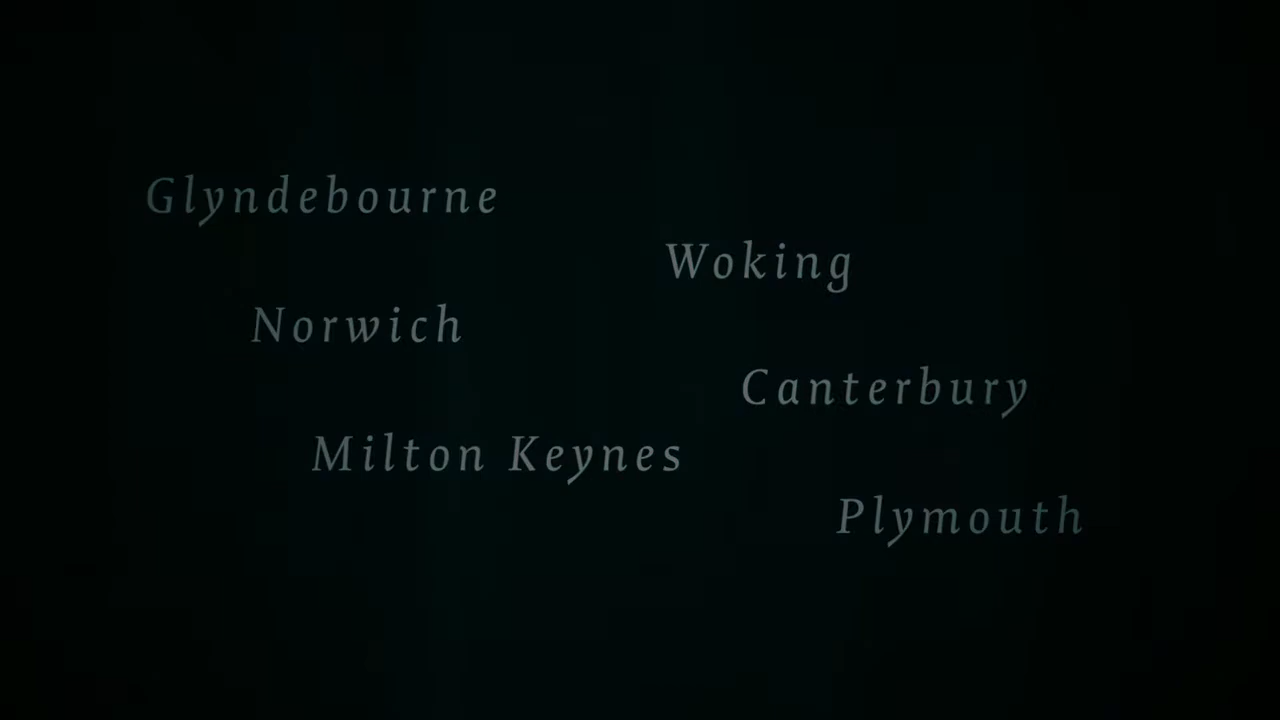 Glyndebourne
Woking
Norwich
Canterbury
Milton Keynes
Plymouth